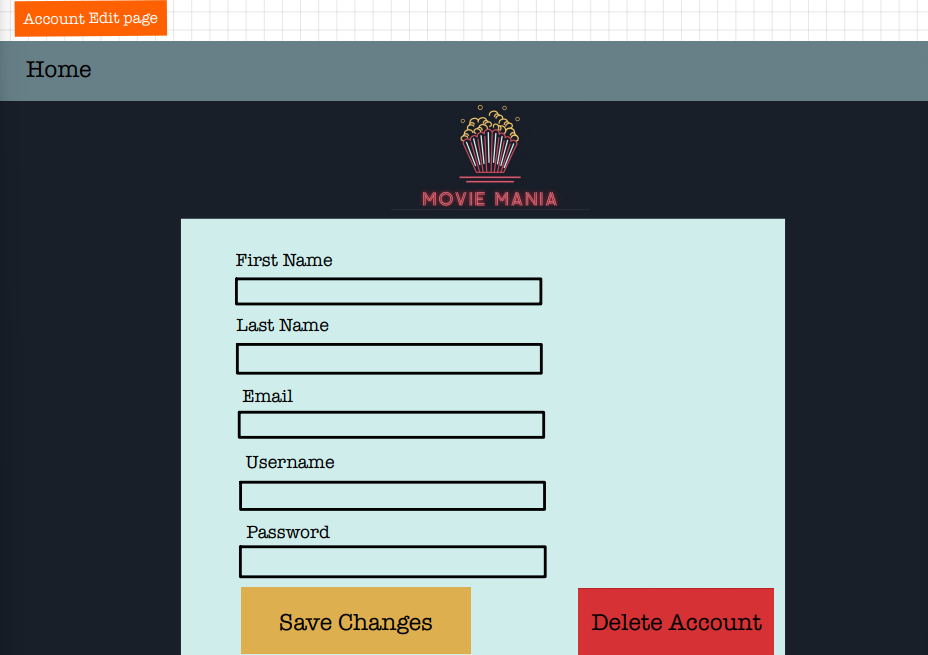 Account Edit page
Home
MOVIE MANIA
First Name
Last Name
Email
Username
Password
Save Changes
Delete Account